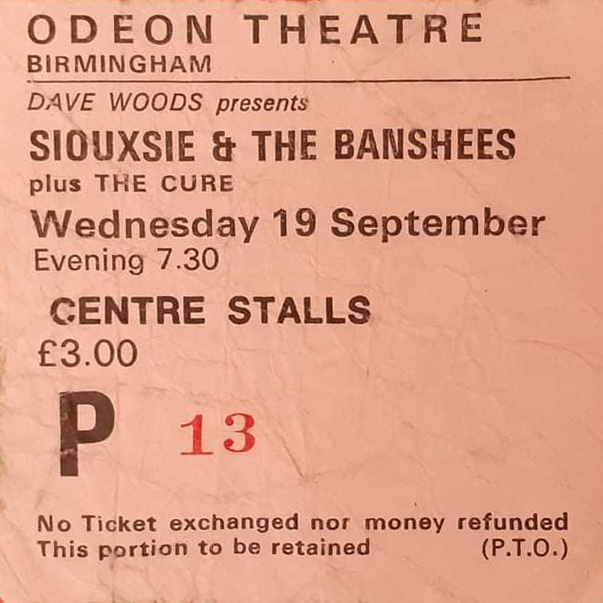 ODEON THEATRE
BIRMINGHAM
DAVE WOODS presents
SIOUXSIE & THE BANSHEES
plus THE CURE
Wednesday 19 September
Evening 7.30
CENTRE STALLS
£3.00
P 13
No Ticket exchanged nor money refunded
This portion to be retained (P.T.O.)